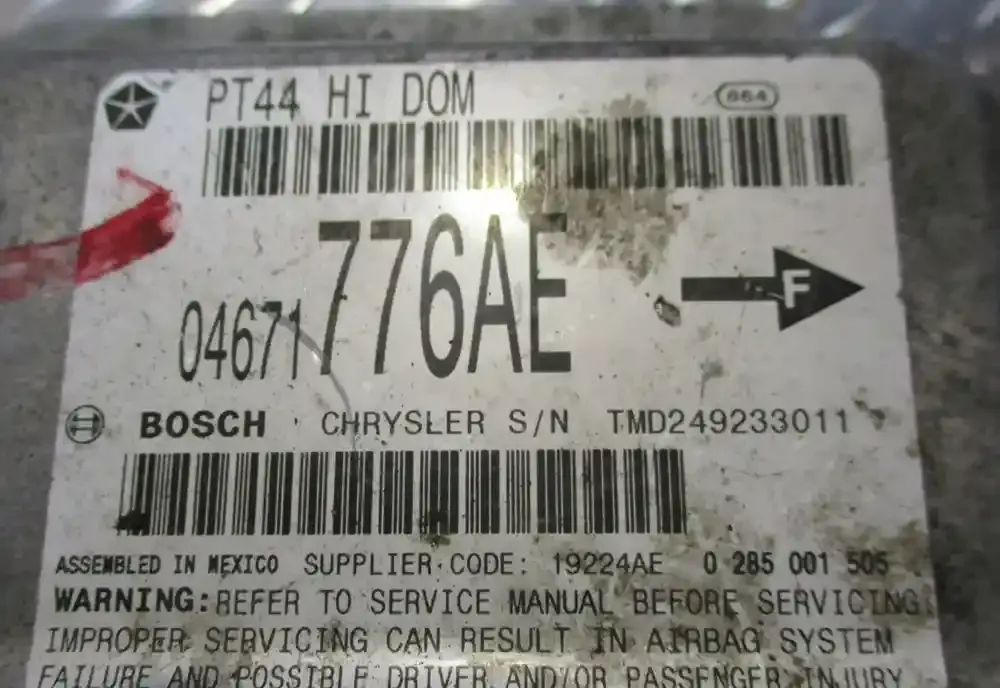 PT44 HI DOM
664
04671776AE
F
BOSCH CHRYSLER S/N TMD249233011
ASSEMBLED IN MEXICO SUPPLIER CODE: 19224AE 0 285 001 505
WARNING: REFER TO SERVICE MANUAL BEFORE SERVICING
IMPROPER SERVICING CAN RESULT IN AIRBAG SYSTEM
FAILURE AND POSSIBLE DRIVER AND/OR PASSENGER INJURY